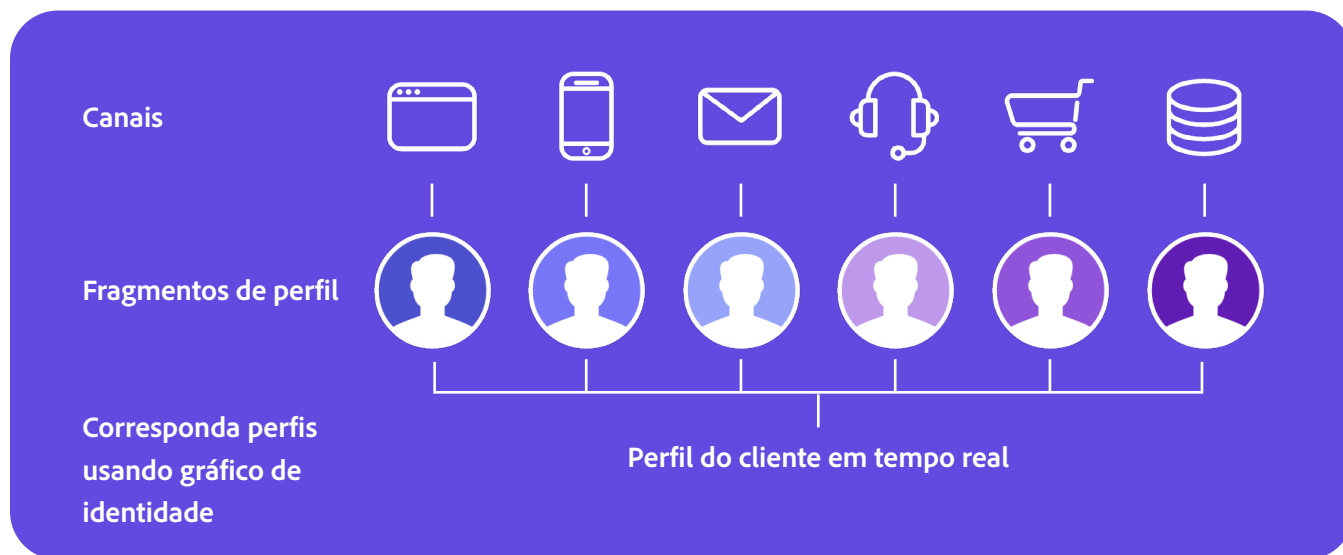 Canais
Fragmentos de perfil
Corresponda perfis
usando gráfico de
identidade
Perfil do cliente em tempo real